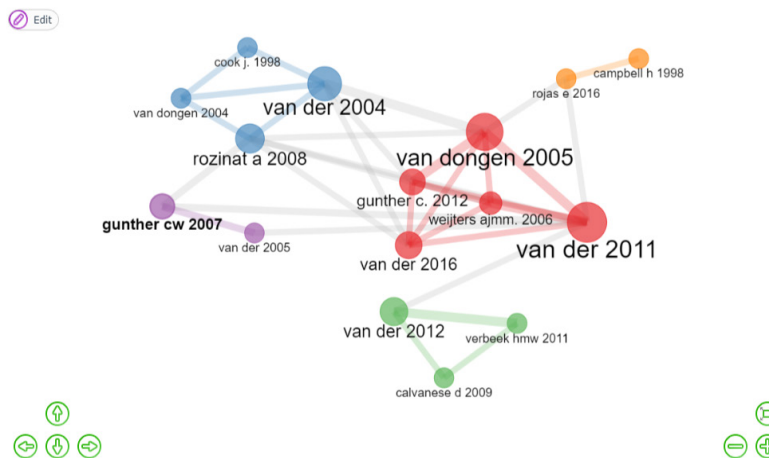 Edit
cook j. 1998
campbell h 1998
rojas e 2016
van der 2004
van dongen 2004
rozinat a 2008
van dongen 2005
gunther c. 2012
weijters ajmm. 2006
gunther cw 2007
van der 2005
van der 2016
van der 2011
van der 2012
verbeek hmw 2011
calvanese d 2009